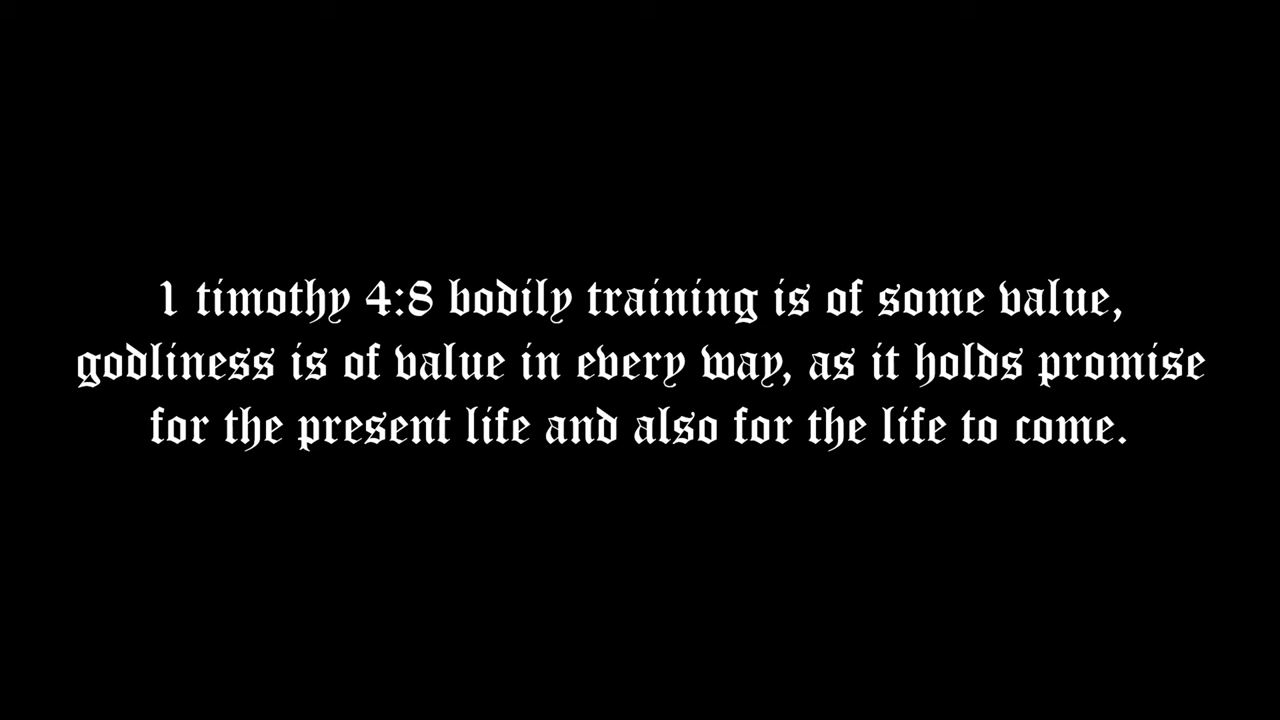 1 timothy 4:8 bodily training is of some value,
godliness is of value in every way, as it holds promise
for the present life and also for the life to come.